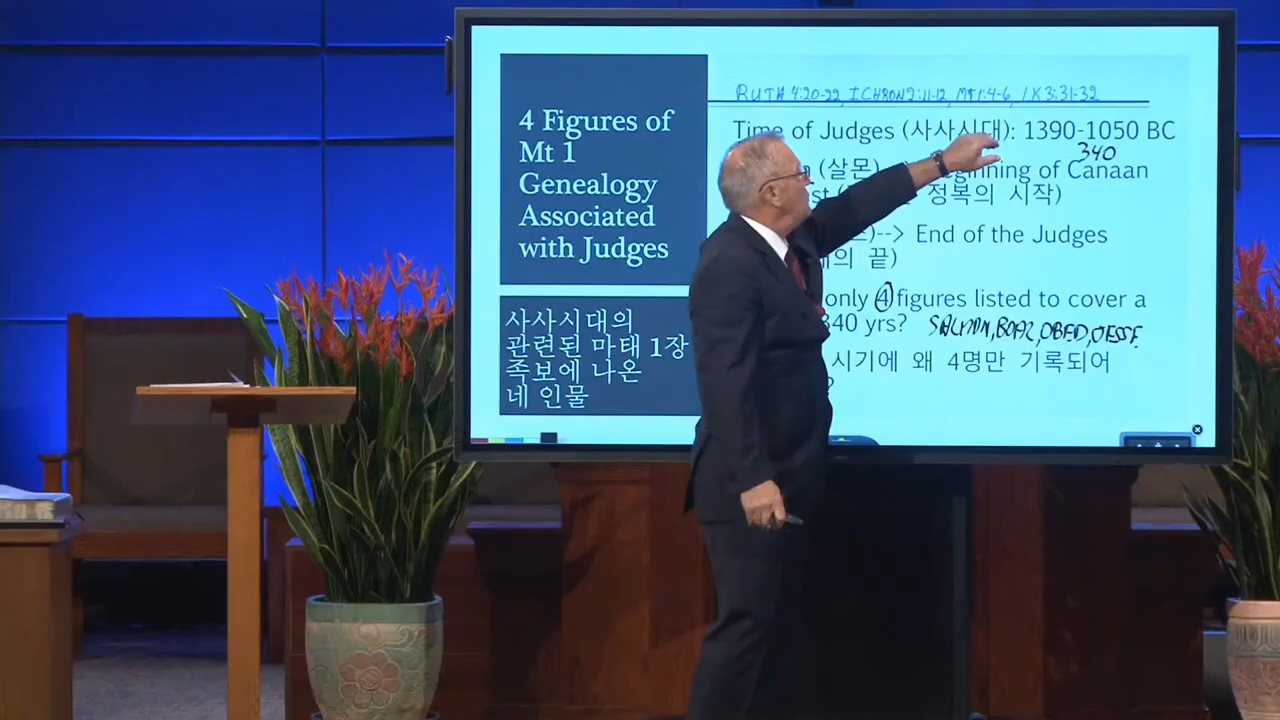 4 Figures of
Mt 1
Genealogy
Associated
with Judges
사사시대의
관련된 마태 1장
족보에 나온
네 인물
RUTH 4:20-22, I CHRON 2:11-12, MT 1:4-6, LK 3:31-32
Time of Judges (사사시대): 1390-1050 BC
340
(살몬) Beginning of Canaan
정복의 시작)
--> End of the Judges
의 끝)
only 4 figures listed to cover a
340 yrs? SALMON, BOAZ, OBED, JESSE
시기에 왜 4명만 기록되어